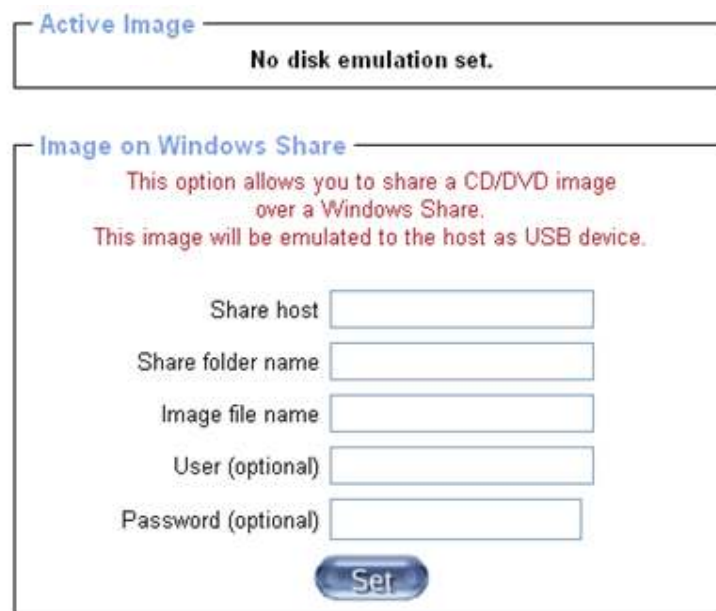 Active Image
No disk emulation set.
Image on Windows Share
This option allows you to share a CD/DVD image
over a Windows Share.
This image will be emulated to the host as USB device.
Share host
Share folder name
Image file name
User (optional)
Password (optional)
Set